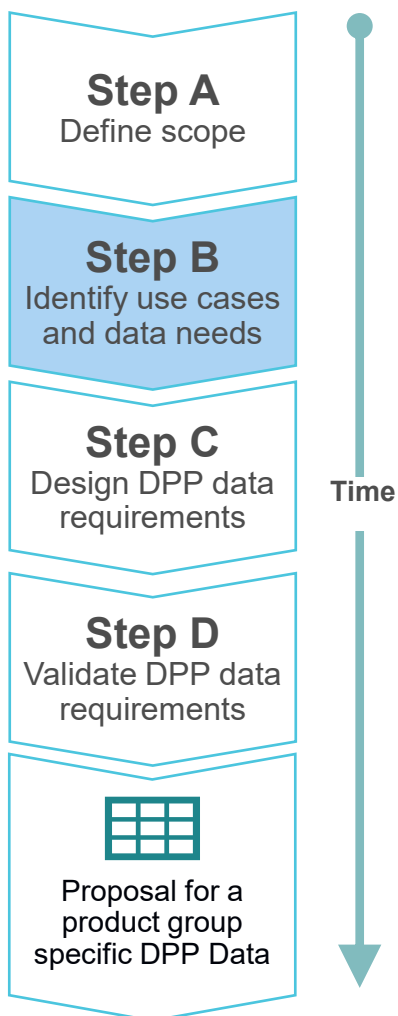 Step A
Define scope
Step B
Identify use cases
and data needs
Step C
Design DPP data
requirements
Time
Step D
Validate DPP data
requirements
Proposal for a
product group
specific DPP Data